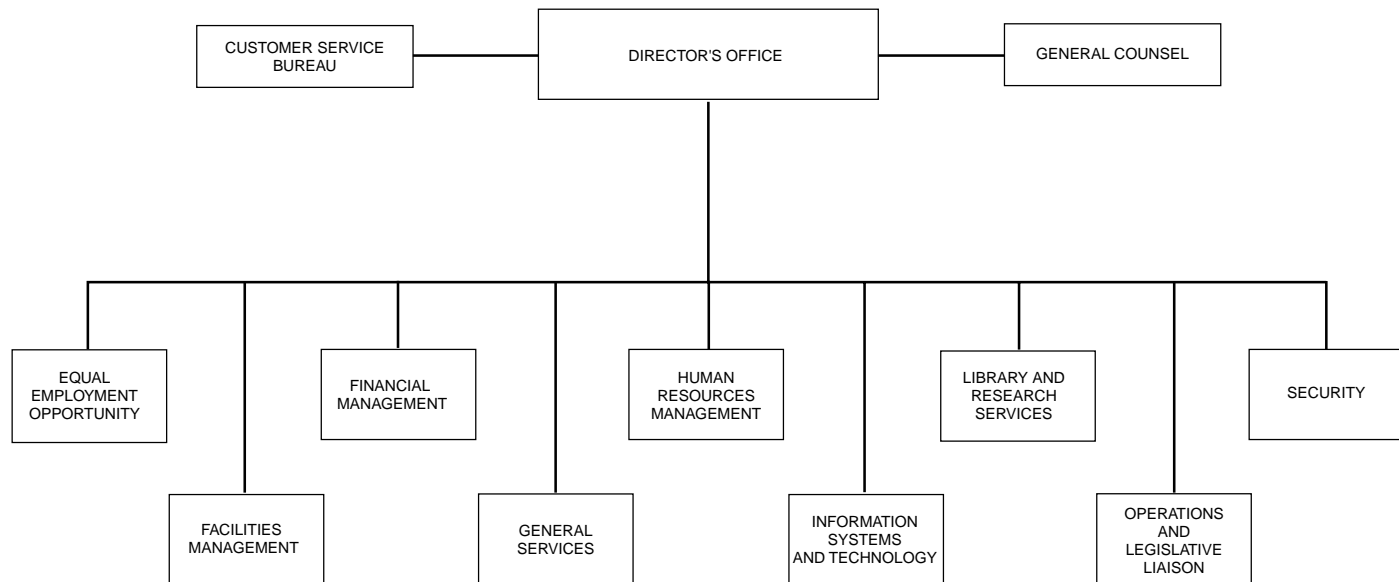 CUSTOMER SERVICE
BUREAU
DIRECTOR'S OFFICE
GENERAL COUNSEL
EQUAL
EMPLOYMENT
OPPORTUNITY
FINANCIAL
MANAGEMENT
HUMAN
RESOURCES
MANAGEMENT
LIBRARY AND
RESEARCH
SERVICES
SECURITY
FACILITIES
MANAGEMENT
GENERAL
SERVICES
INFORMATION
SYSTEMS
AND TECHNOLOGY
OPERATIONS
AND
LEGISLATIVE
LIAISON